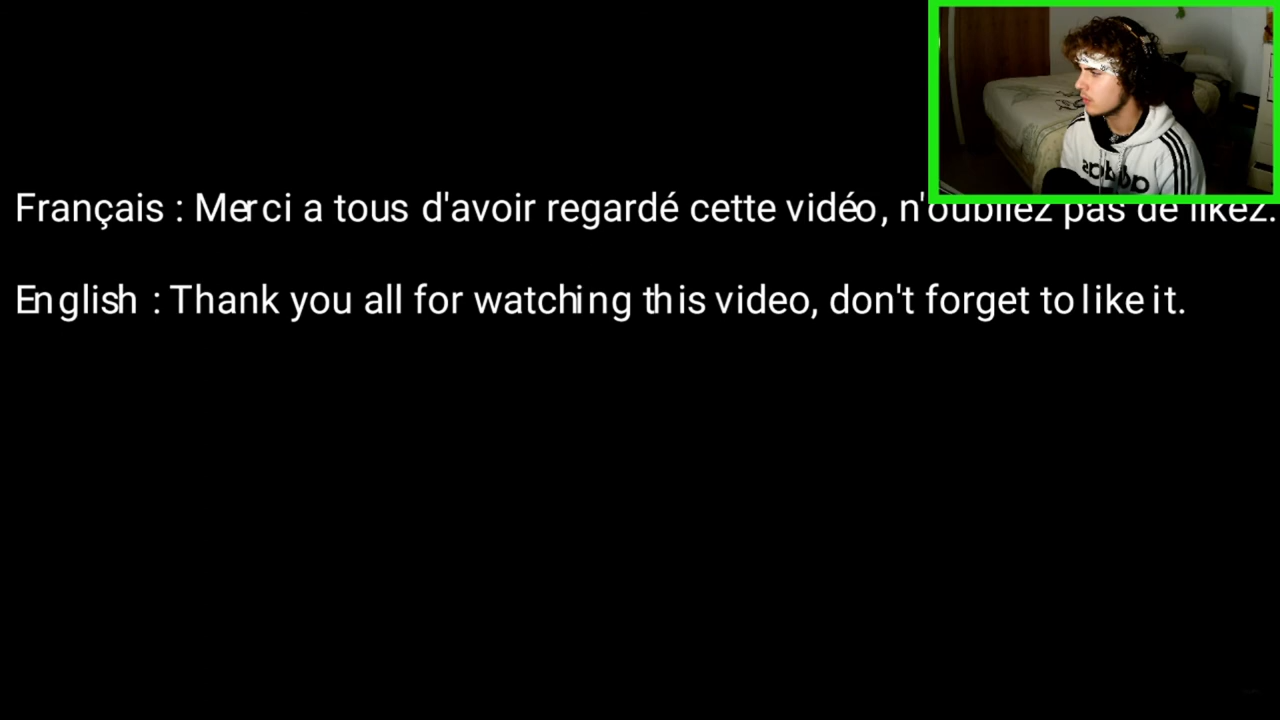 Français : Merci a tous d'avoir regardé cette vidéo, n'oubliez pas de likez.
English : Thank you all for watching this video, don't forget to like it.